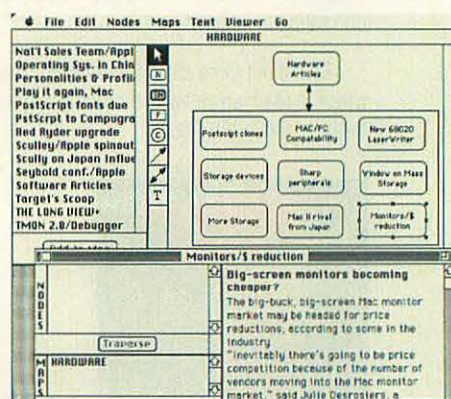 File Edit Nodes Maps Text Viewer Go
HARDWARE
Nat'l Sales Team/Appl
Operating Sys. in Chin
Personalities & Profil
Play it again, Mac
PostScript fonts due
PstScrpt to Compugra
Red Ryder upgrade
Sculley/Apple spinout
Scully on Japan Influe
Seybold conf./Apple
Software Articles
Target's Scoop
THE LONG VIEW+
TMON 2.8/Debugger
N
P
C
T
Hardware
Articles
Postscipt clones
MAC/PC
Compatability
New 68020
LaserWriter
Storage devices
Sharp
peripherals
Window on Mass
Storage
More Storage
Mac II rival
from Japan
Monitors/$
reduction
Monitors/$ reduction
NODES
Traverse
MAPS
HARDWARE
Big-screen monitors becoming
cheaper?
The big-buck, big-screen Mac monitor
market may be headed for price
reductions, according to some in the
industry
"Inevitably there's going to be price
competition because of the number of
vendors moving into the Mac monitor
market," said Julie Desrosiers, a